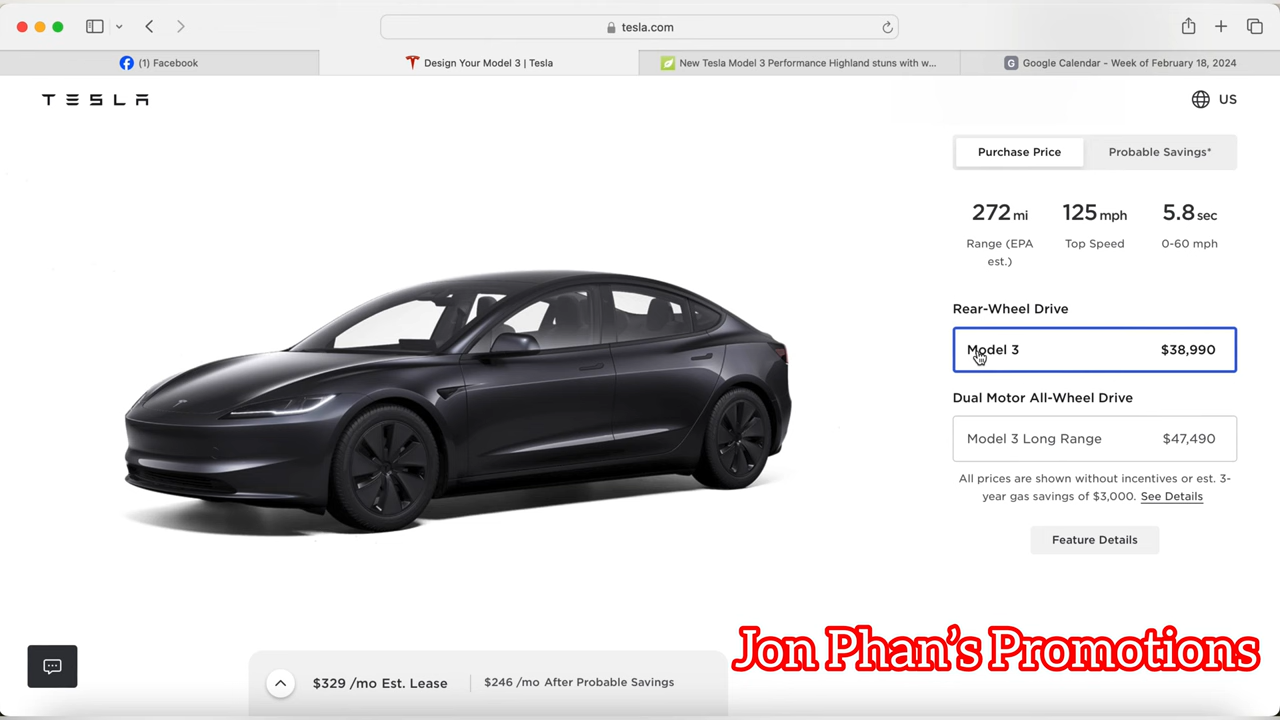 tesla.com
(1) Facebook
Design Your Model 3 | Tesla
New Tesla Model 3 Performance Highland stuns with w...
Google Calendar - Week of February 18, 2024
TESLA
US
Purchase Price
Probable Savings*
272 mi
Range (EPA
est.)
125 mph
Top Speed
5.8 sec
0-60 mph
Rear-Wheel Drive
Model 3 $38,990
Dual Motor All-Wheel Drive
Model 3 Long Range $47,490
All prices are shown without incentives or est. 3-
year gas savings of $3,000. See Details
Feature Details
Jon Phan's Promotions
$329 /mo Est. Lease
$246 /mo After Probable Savings